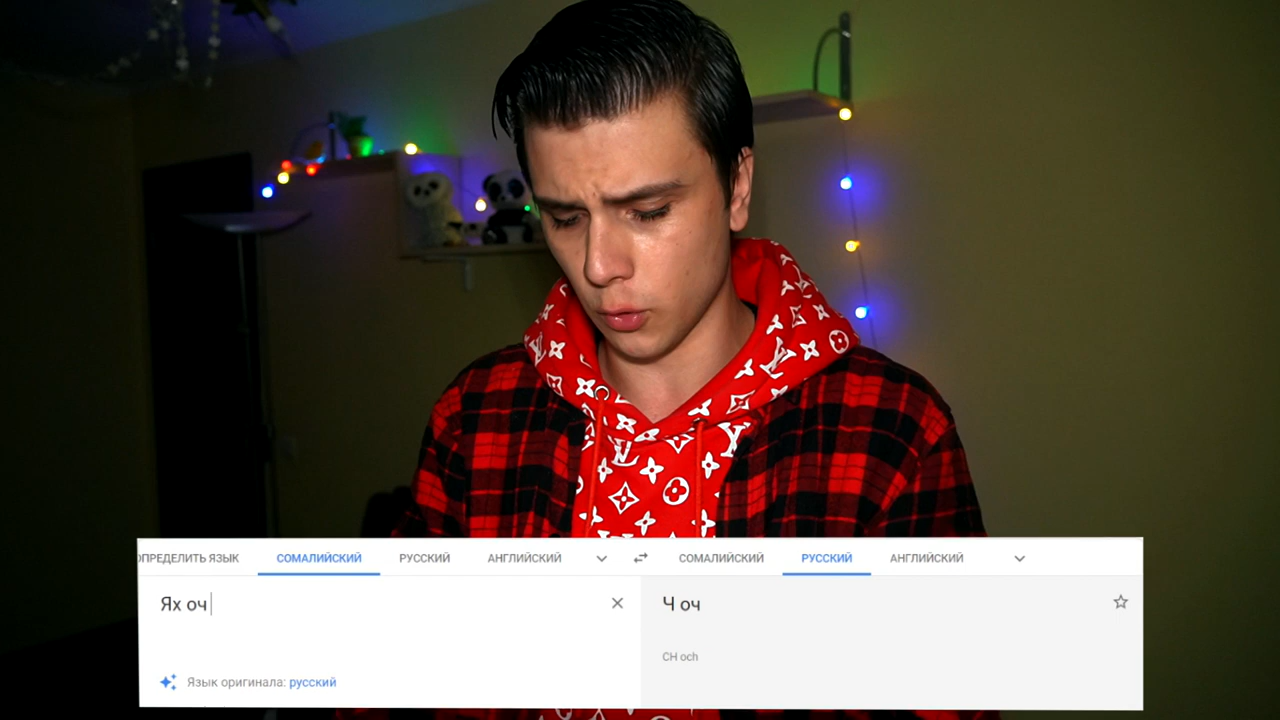 ОПРЕДЕЛИТЬ ЯЗЫК СОМАЛИЙСКИЙ РУССКИЙ АНГЛИЙСКИЙ СОМАЛИЙСКИЙ РУССКИЙ АНГЛИЙСКИЙ
Ях оч
Ч оч
CH och
Язык оригинала: русский